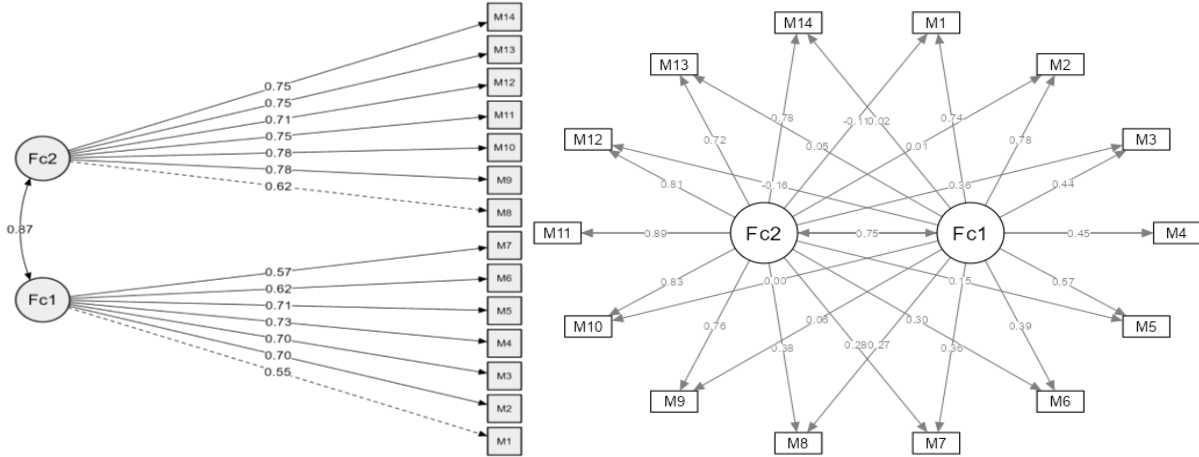 M14
M13
M12
M11
M10
M9
M8
M7
M6
M5
M4
M3
M2
M1
Fc2
Fc1
0.87
0.75
0.75
0.71
0.75
0.78
0.78
0.62
0.57
0.62
0.71
0.73
0.70
0.70
0.55
M14 M1
M13 M2
M12 M3
M11 Fc2 0.75 Fc1 M4
M10 M5
M9 M6
M8 M7
0.78 -0.11 0.02 0.74
0.72 0.05 0.01 0.78
0.81 -0.16 0.36 0.44
0.89 0.45
0.83 0.00 0.15 0.57
0.76 0.30 0.39
0.38 0.28 0.27 0.36